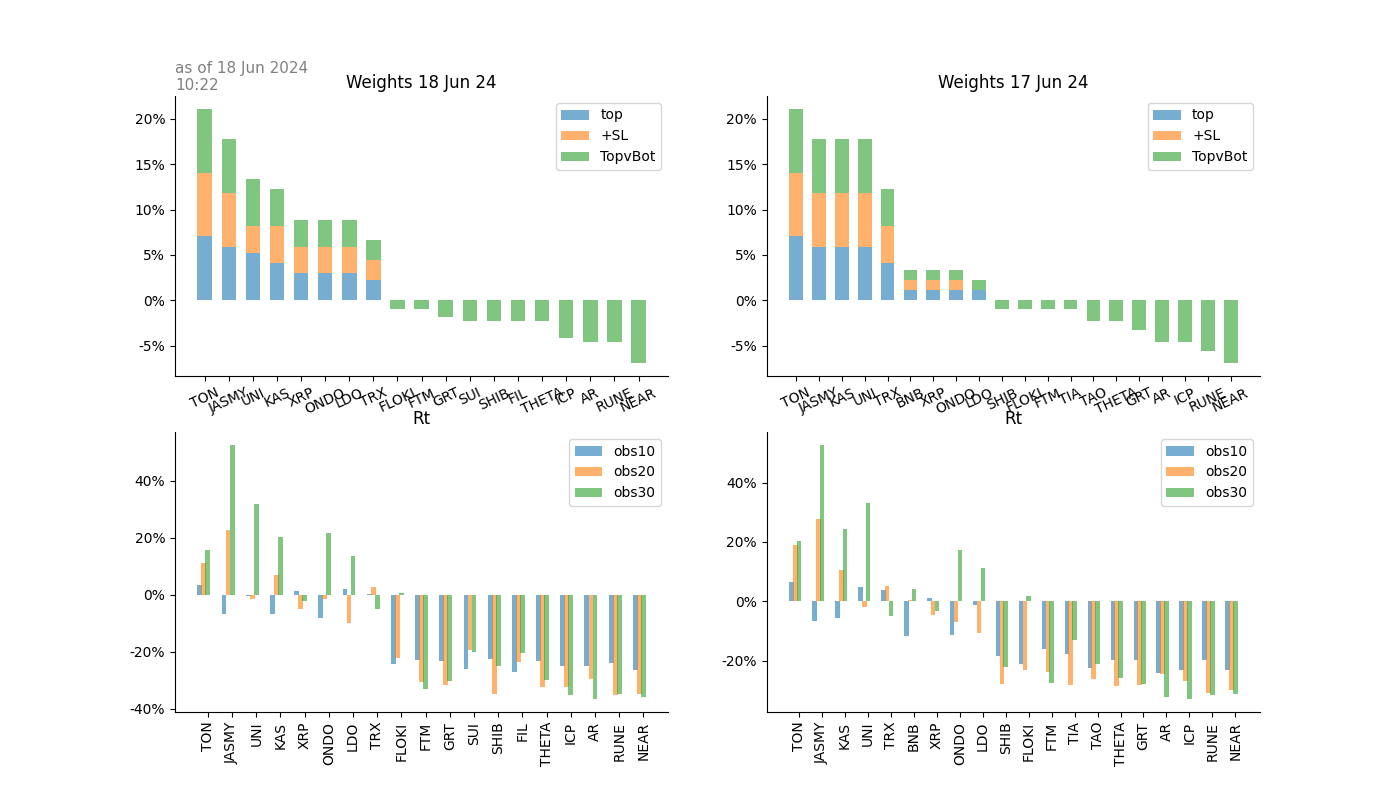 as of 18 Jun 2024
10:22
Weights 18 Jun 24
20%
15%
10%
5%
0%
-5%
top
+SL
TopvBot
TON JASMY UNI KAS XRP ONDO LDO TRX FLOKI FTM GRT SUI SHIB FIL THETA ICP AR RUNE NEAR
Weights 17 Jun 24
20%
15%
10%
5%
0%
-5%
top
+SL
TopvBot
TON JASMY KAS UNI TRX BNB XRP ONDO LDO SHIB FLOKI FTM TIA TAO THETA GRT AR ICP RUNE NEAR
Rt
40%
20%
0%
-20%
-40%
obs10
obs20
obs30
TON JASMY UNI KAS XRP ONDO LDO TRX FLOKI FTM GRT SUI SHIB FIL THETA ICP AR RUNE NEAR
Rt
40%
20%
0%
-20%
obs10
obs20
obs30
TON JASMY KAS UNI TRX BNB XRP ONDO LDO SHIB FLOKI FTM TIA TAO THETA GRT AR ICP RUNE NEAR